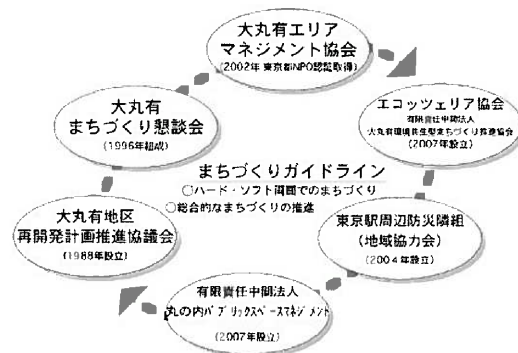 大丸有エリア
マネジメント協会
(2002年 東京都NPO認証取得)
エコッツェリア協会
有限責任中間法人
大丸有環境共生型まちづくり推進協会
(2007年設立)
大丸有
まちづくり懇談会
(1996年組成)
まちづくりガイドライン
○ハード・ソフト両面でのまちづくり
○総合的なまちづくりの推進
大丸有地区
再開発計画推進協議会
(1988年設立)
東京駅周辺防災隣組
(地域協力会)
(2004年設立)
有限責任中間法人
丸の内パブリックスペースマネジメント
(2007年設立)